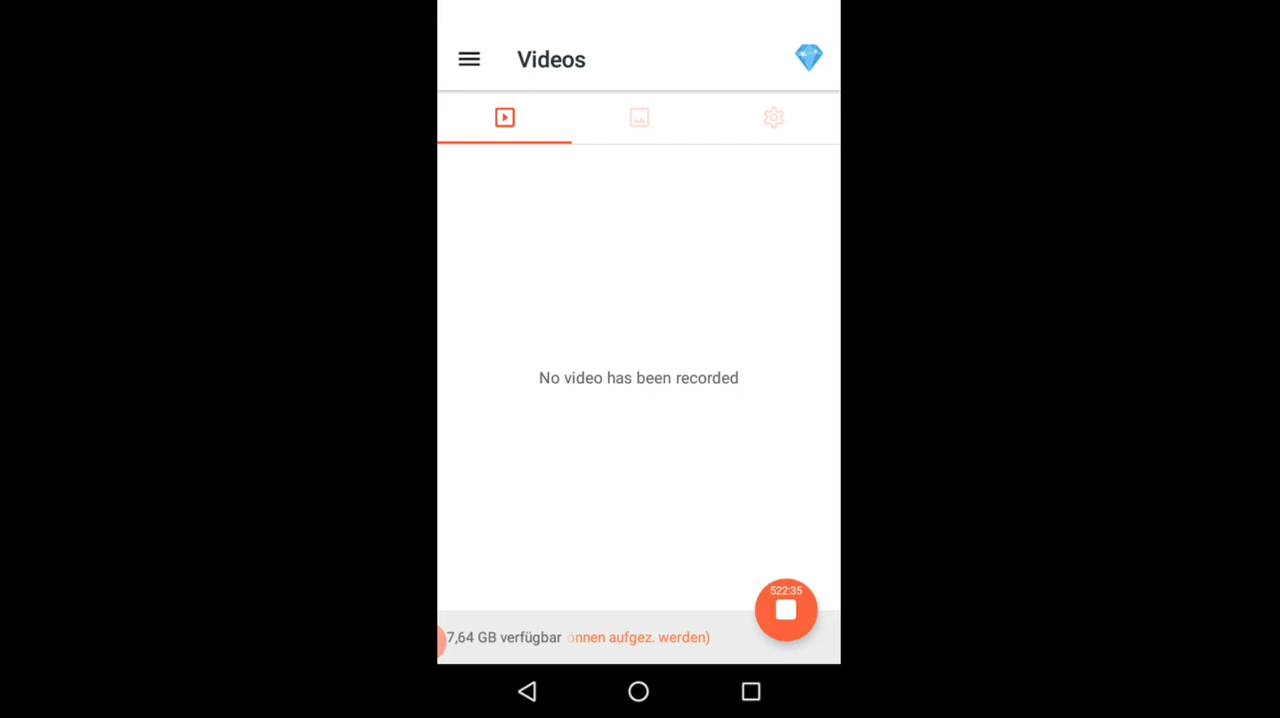 Videos
No video has been recorded
522:35
7,64 GB verfügbar önnen aufgez. werden)